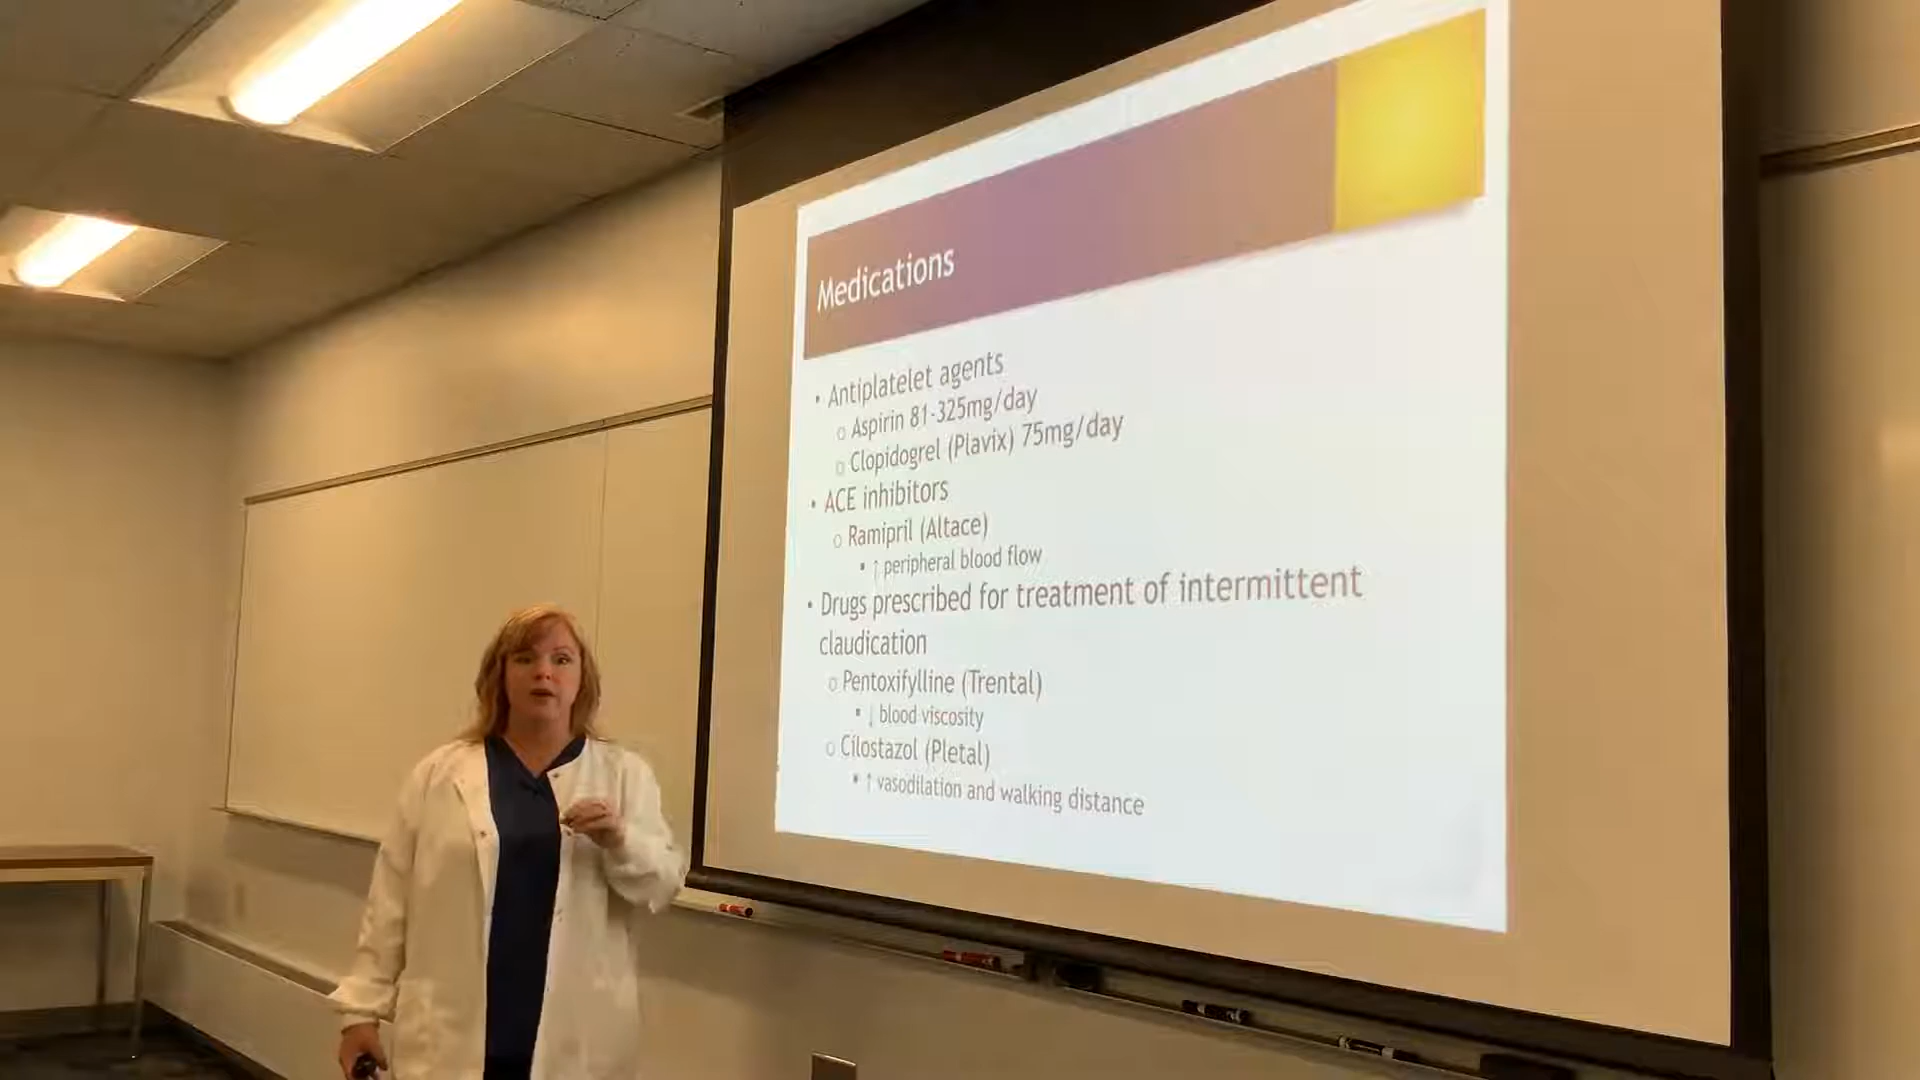 Medications
• Antiplatelet agents
o Aspirin 81-325mg/day
o Clopidogrel (Plavix) 75mg/day
• ACE inhibitors
o Ramipril (Altace)
▪ ↑ peripheral blood flow
• Drugs prescribed for treatment of intermittent
claudication
o Pentoxifylline (Trental)
▪ ↓ blood viscosity
o Cilostazol (Pletal)
▪ ↑ vasodilation and walking distance